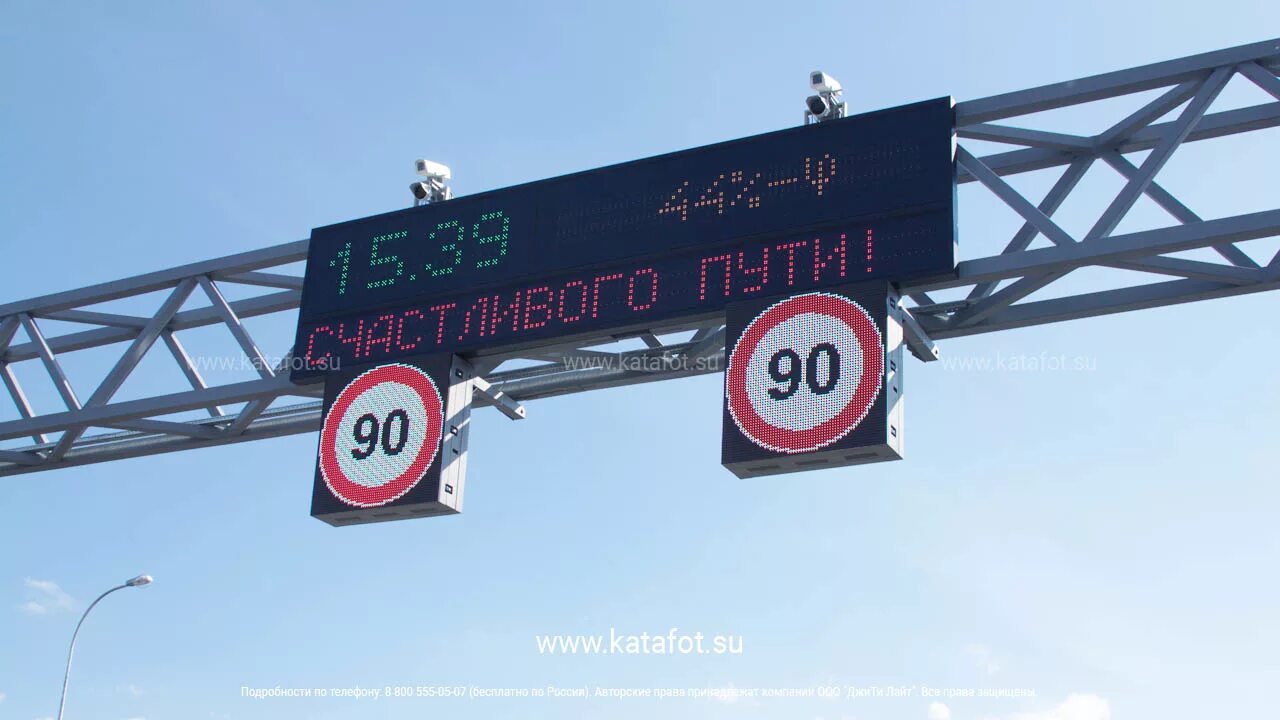 15.39
СЧАСТЛИВОГО ПУТИ!
90
90
www.katafot.su
www.katafot.su
www.katafot.su
www.katafot.su
Подробности по телефону: 8 800 555-05-07 (бесплатно по России). Авторские права принадлежат компании ООО "ДжиТи Лайт". Все права защищены.